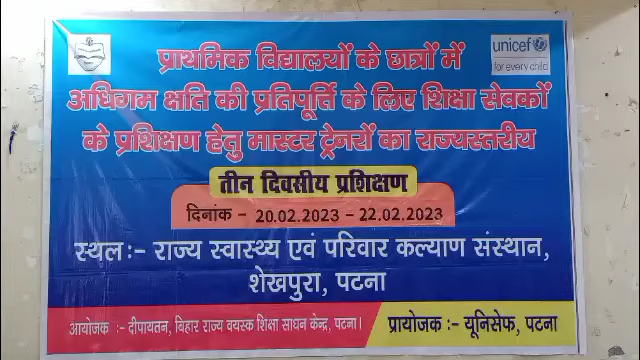 unicef
for every child
प्राथमिक विद्यालयों के छात्रों में
अधिगम क्षति की प्रतिपूर्त्ति के लिए शिक्षा सेवकों
के प्रशिक्षण हेतु मास्टर ट्रेनरों का राज्यस्तरीय
तीन दिवसीय प्रशिक्षण
दिनांक - 20.02.2023 - 22.02.2023
स्थल :- राज्य स्वास्थ्य एवं परिवार कल्याण संस्थान,
शेखपुरा, पटना
आयोजक :- दीपायतन, बिहार राज्य वयस्क शिक्षा साधन केन्द्र, पटना।
प्रायोजक :- यूनिसेफ, पटना